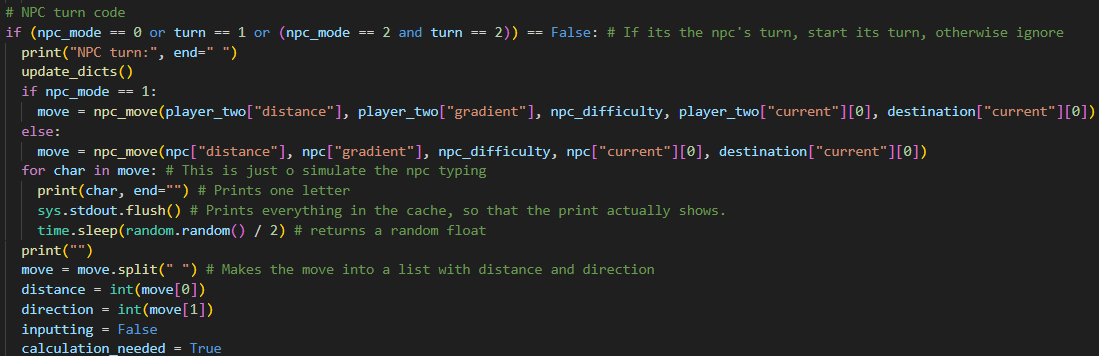 # NPC turn code
if (npc_mode == 0 or turn == 1 or (npc_mode == 2 and turn == 2)) == False: # If its the npc's turn, start its turn, otherwise ignore
  print("NPC turn:", end=" ")
  update_dicts()
  if npc_mode == 1:
    move = npc_move(player_two["distance"], player_two["gradient"], npc_difficulty, player_two["current"][0], destination["current"][0])
  else:
    move = npc_move(npc["distance"], npc["gradient"], npc_difficulty, npc["current"][0], destination["current"][0])
  for char in move: # This is just o simulate the npc typing
    print(char, end="") # Prints one letter
    sys.stdout.flush() # Prints everything in the cache, so that the print actually shows.
    time.sleep(random.random() / 2) # returns a random float
  print("")
  move = move.split(" ") # Makes the move into a list with distance and direction
  distance = int(move[0])
  direction = int(move[1])
  inputting = False
  calculation_needed = True